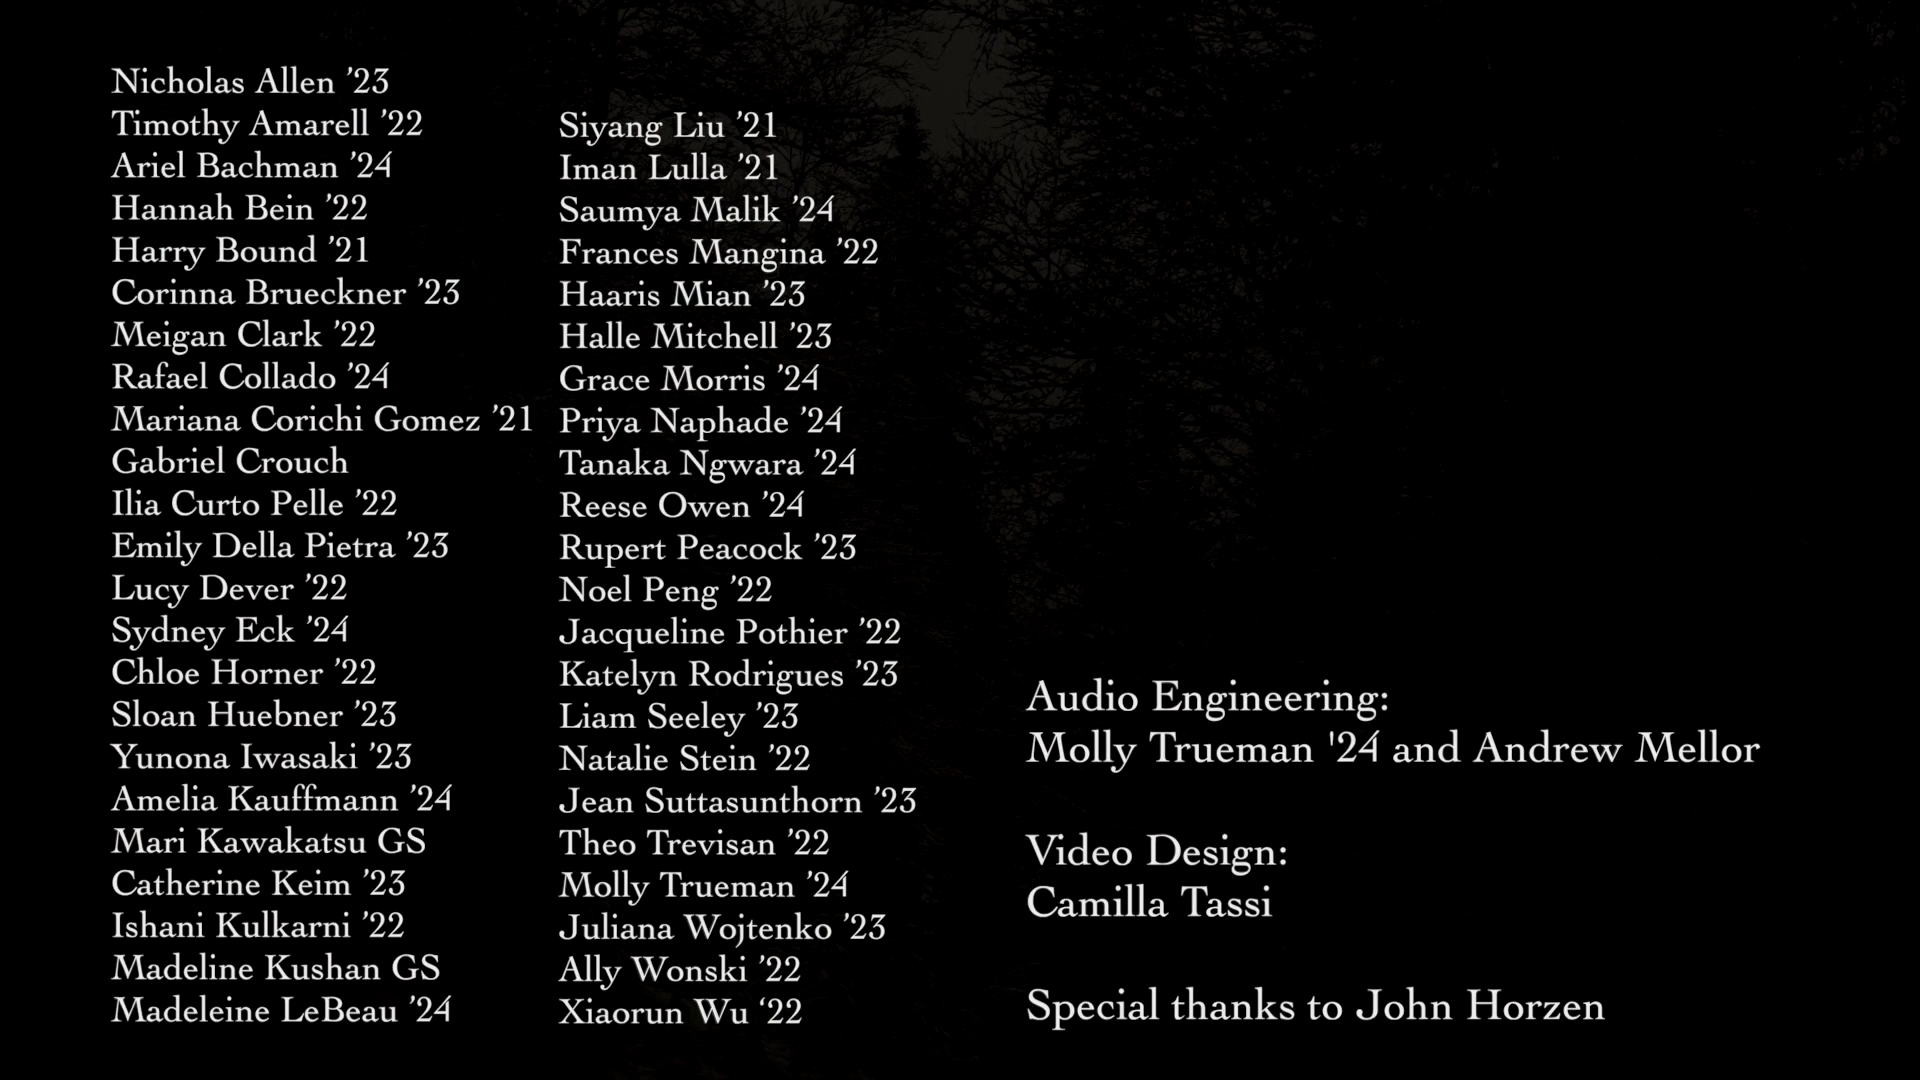 Nicholas Allen ’23
Timothy Amarell ’22
Ariel Bachman ’24
Hannah Bein ’22
Harry Bound ’21
Corinna Brueckner ’23
Meigan Clark ’22
Rafael Collado ’24
Mariana Corichi Gomez ’21
Gabriel Crouch
Ilia Curto Pelle ’22
Emily Della Pietra ’23
Lucy Dever ’22
Sydney Eck ’24
Chloe Horner ’22
Sloan Huebner ’23
Yunona Iwasaki ’23
Amelia Kauffmann ’24
Mari Kawakatsu GS
Catherine Keim ’23
Ishani Kulkarni ’22
Madeline Kushan GS
Madeleine LeBeau ’24
Siyang Liu ’21
Iman Lulla ’21
Saumya Malik ’24
Frances Mangina ’22
Haaris Mian ’23
Halle Mitchell ’23
Grace Morris ’24
Priya Naphade ’24
Tanaka Ngwara ’24
Reese Owen ’24
Rupert Peacock ’23
Noel Peng ’22
Jacqueline Pothier ’22
Katelyn Rodrigues ’23
Liam Seeley ’23
Natalie Stein ’22
Jean Suttasunthorn ’23
Theo Trevisan ’22
Molly Trueman ’24
Juliana Wojtenko ’23
Ally Wonski ’22
Xiaorun Wu ‘22
Audio Engineering:
Molly Trueman '24 and Andrew Mellor
Video Design:
Camilla Tassi
Special thanks to John Horzen